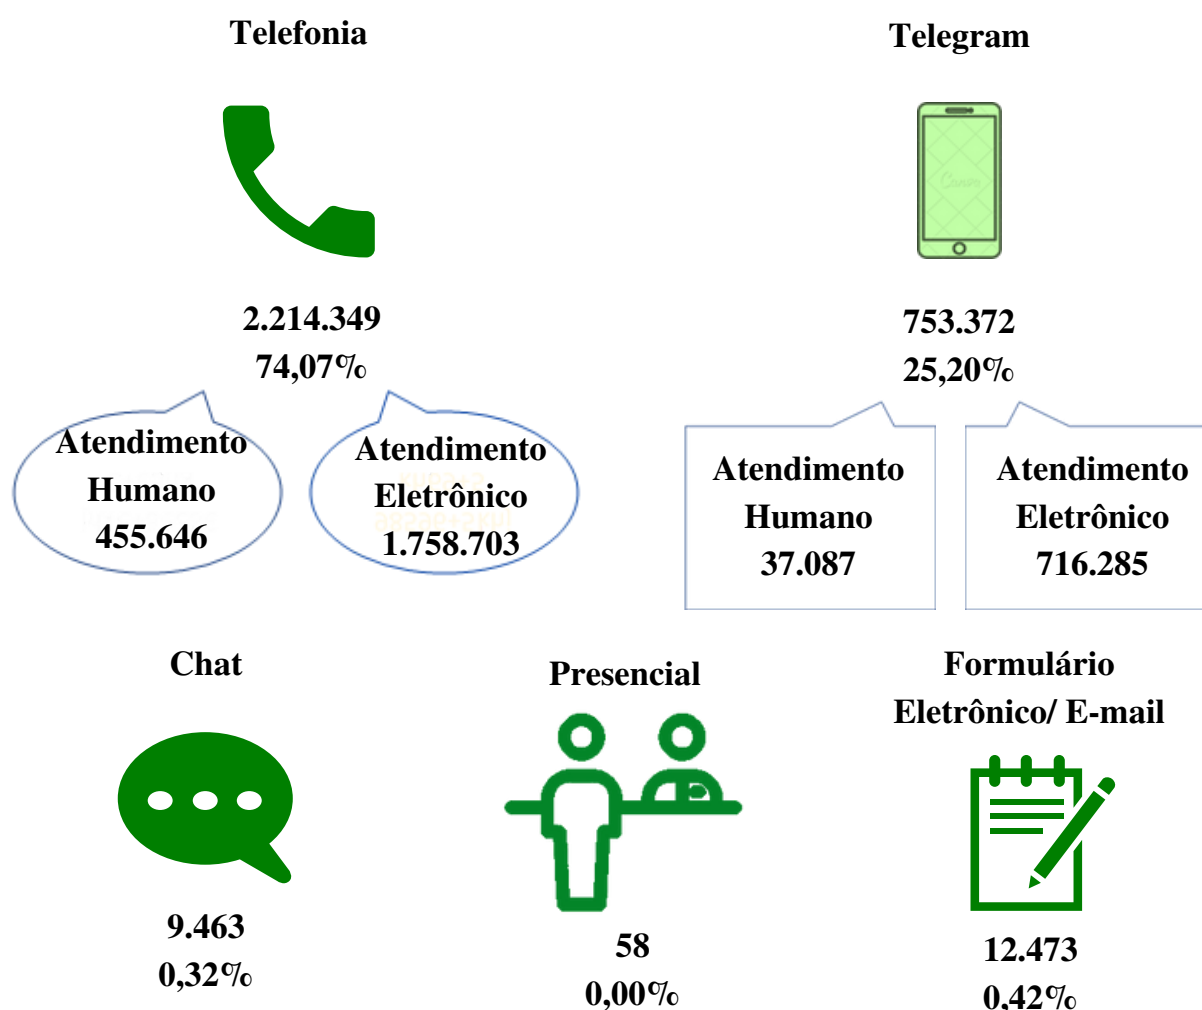 Telefonia
2.214.349
74,07%
Atendimento
Humano
455.646
Atendimento
Eletrônico
1.758.703
Telegram
Canva
753.372
25,20%
Atendimento
Humano
37.087
Atendimento
Eletrônico
716.285
Chat
9.463
0,32%
Presencial
58
0,00%
Formulário
Eletrônico/ E-mail
12.473
0,42%